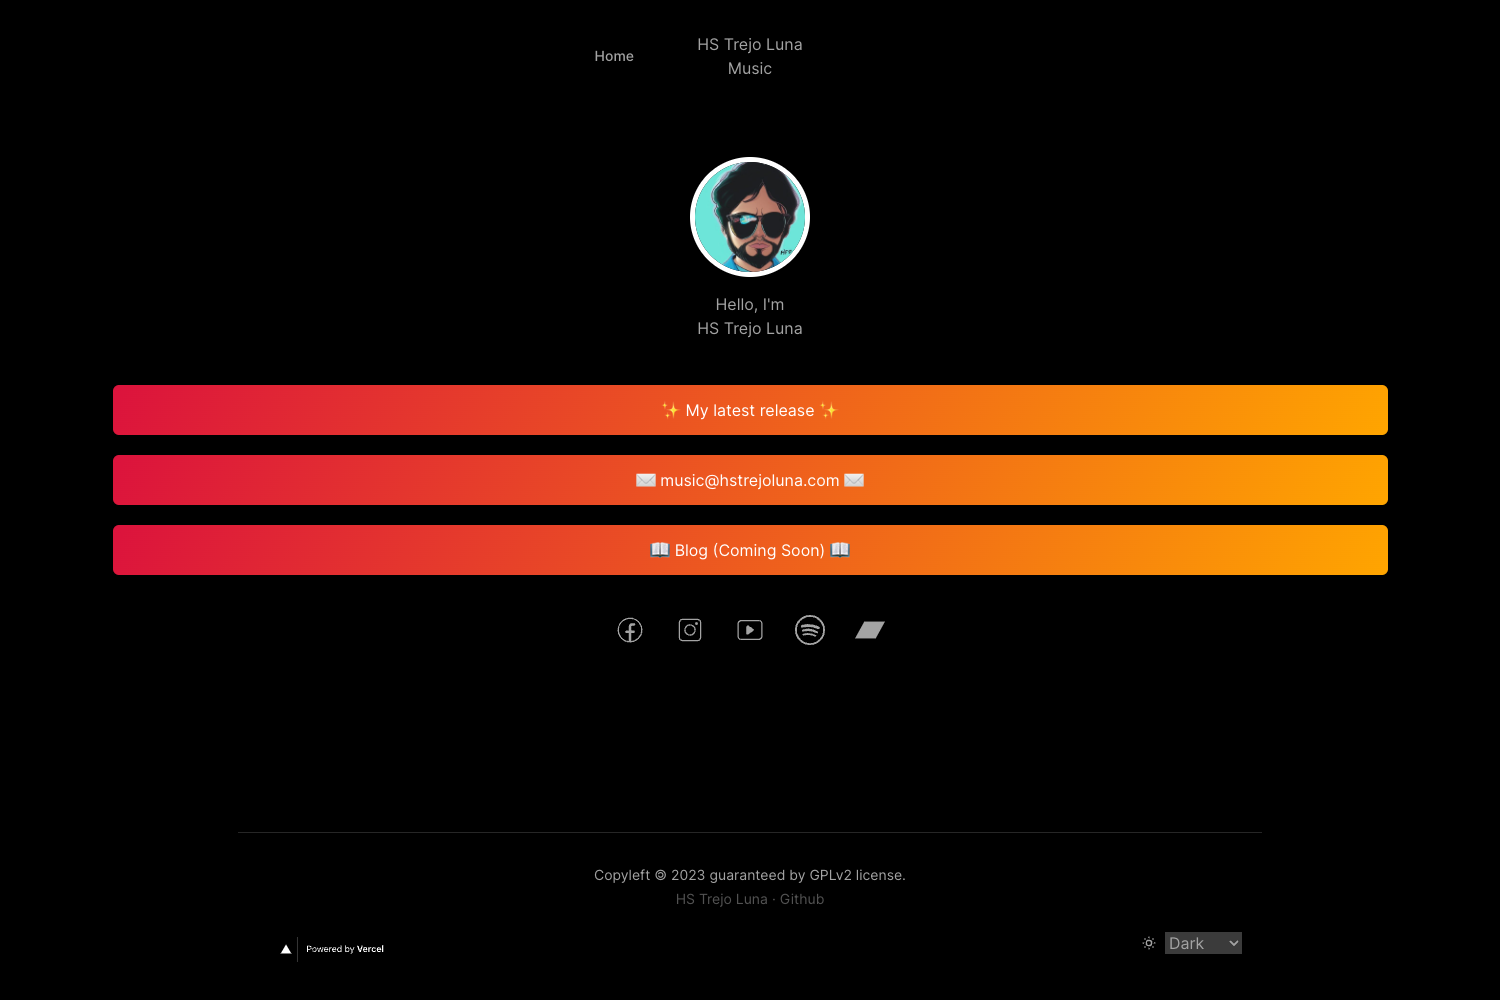 Home
HS Trejo Luna
Music
Hello, I'm
HS Trejo Luna
✨ My latest release ✨
✉️ music@hstrejoluna.com ✉️
📖 Blog (Coming Soon) 📖
Copyleft 🄯 2023 guaranteed by GPLv2 license.
HS Trejo Luna · Github
Powered by Vercel
Dark